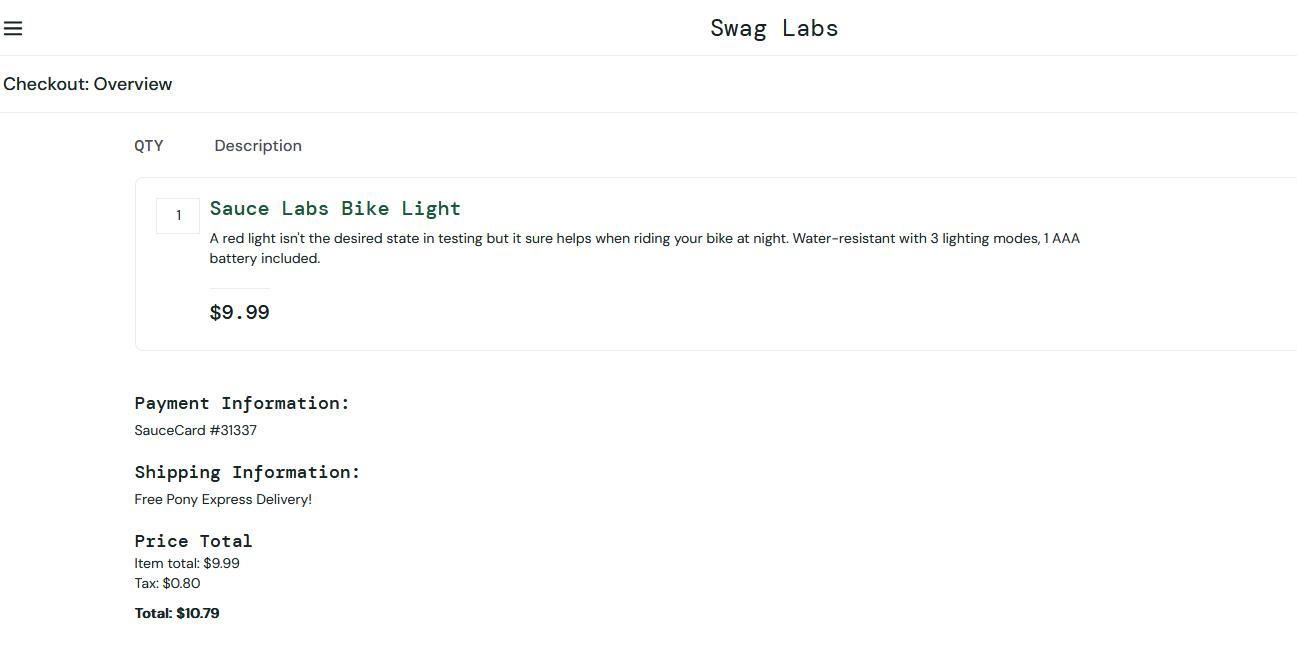 Swag Labs
Checkout: Overview
QTY Description
1 Sauce Labs Bike Light
A red light isn't the desired state in testing but it sure helps when riding your bike at night. Water-resistant with 3 lighting modes, 1 AAA
battery included.
$9.99
Payment Information:
SauceCard #31337
Shipping Information:
Free Pony Express Delivery!
Price Total
Item total: $9.99
Tax: $0.80
Total: $10.79